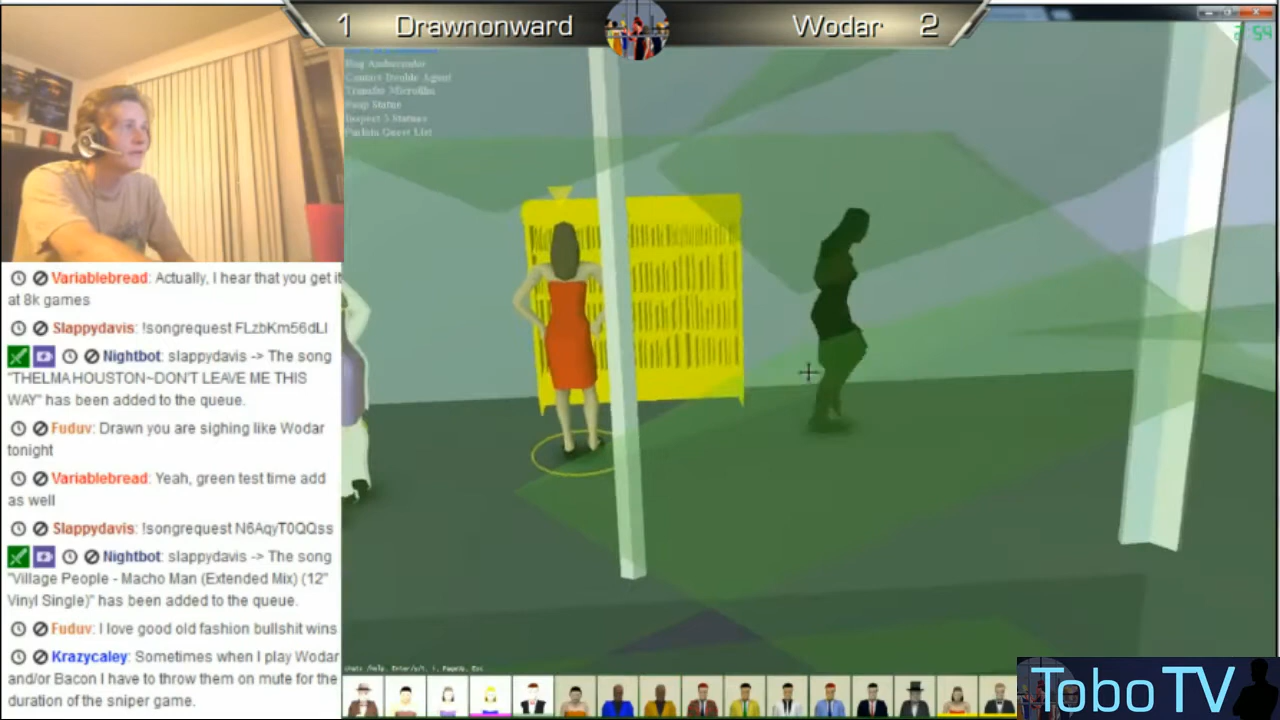 1 Drawnonward Wodar 2
Bug Ambassador
Contact Double Agent
Transfer Microfilm
Swap Statue
Inspect 3 Statues
Purloin Guest List
Variablebread: Actually, I hear that you get it
at 8k games
Slappydavis: !songrequest FLzbKm56dLI
Nightbot: slappydavis -> The song
"THELMA HOUSTON~DON'T LEAVE ME THIS
WAY" has been added to the queue.
Fuduv: Drawn you are sighing like Wodar
tonight
Variablebread: Yeah, green test time add
as well
Slappydavis: !songrequest N6AqyT0QQss
Nightbot: slappydavis -> The song
"Village People - Macho Man (Extended Mix) (12"
Vinyl Single)" has been added to the queue.
Fuduv: I love good old fashion bullshit wins
Krazycaley: Sometimes when I play Wodar
and/or Bacon I have to throw them on mute for the
duration of the sniper game.
ToboTV